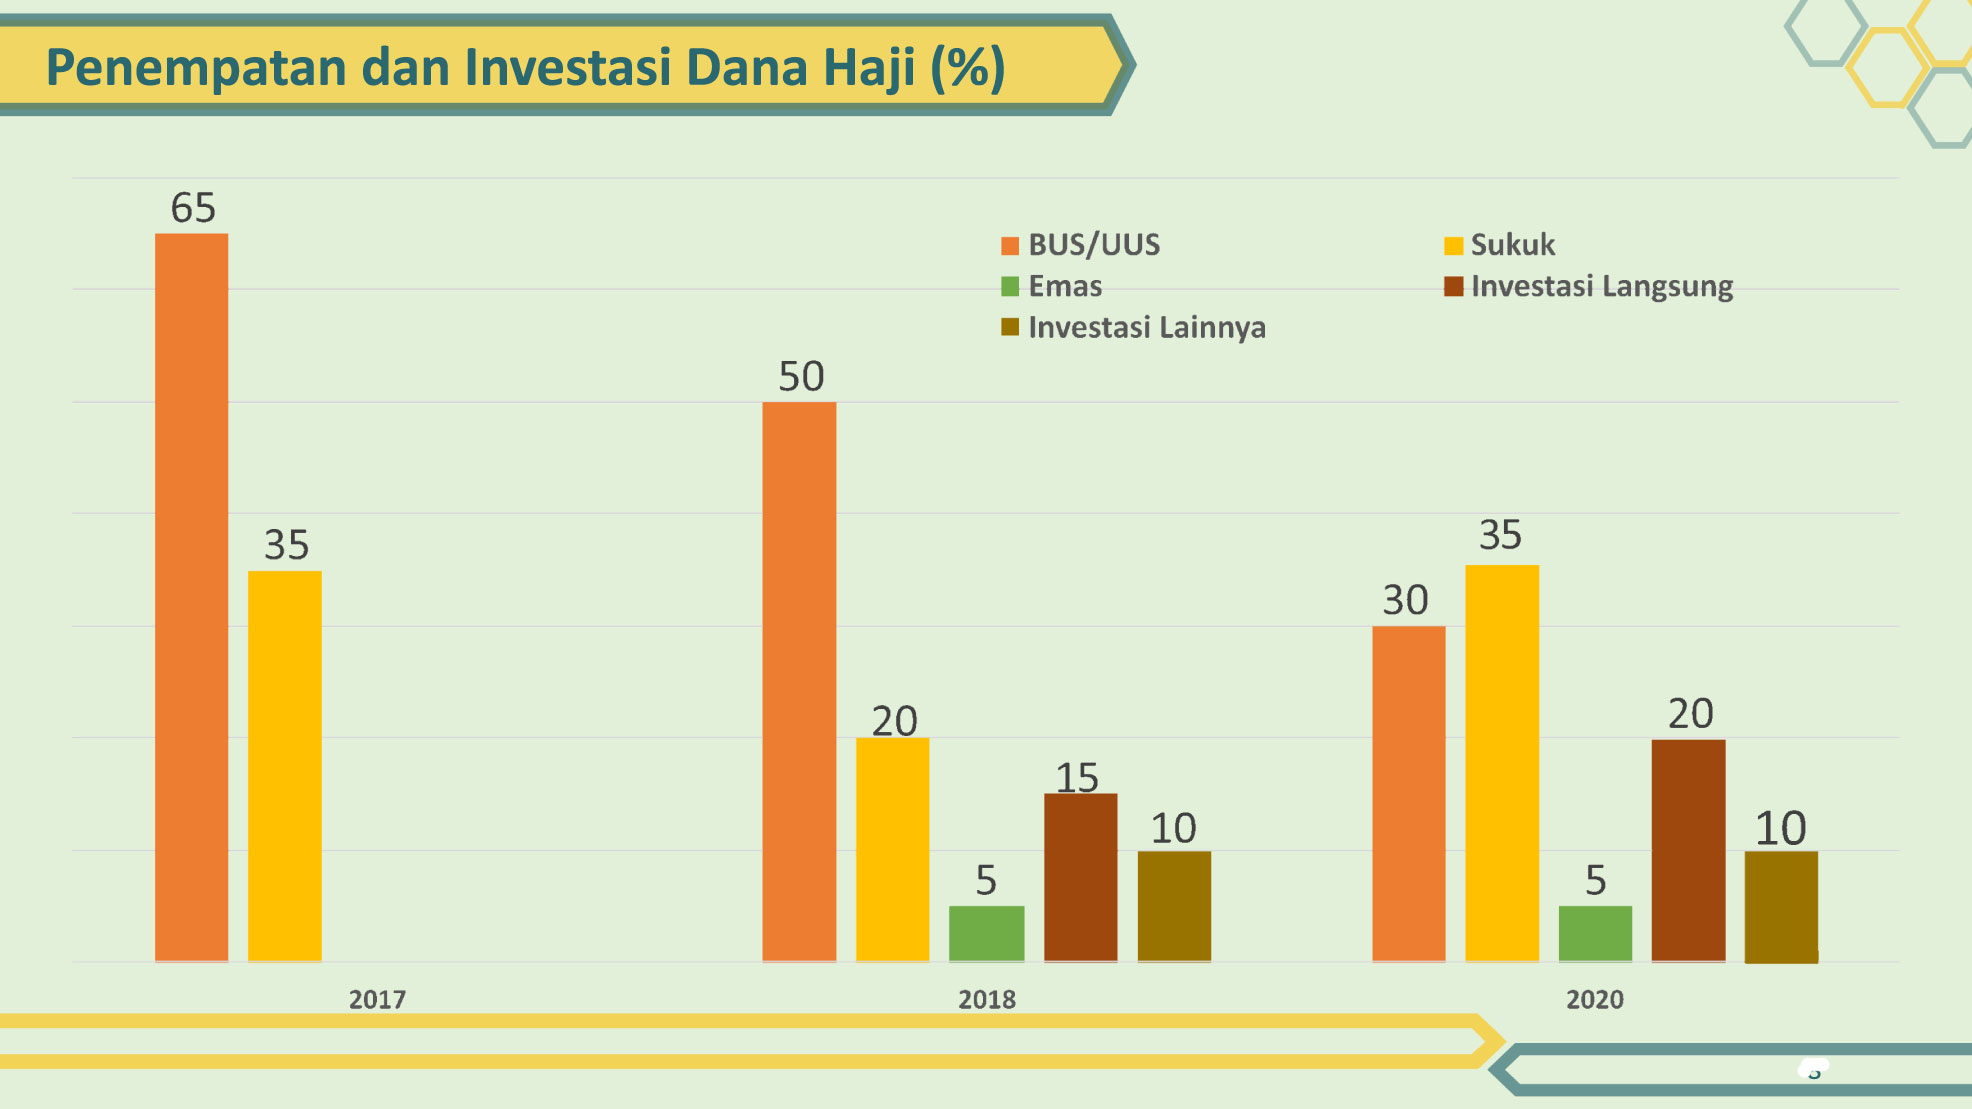 Penempatan dan Investasi Dana Haji (%)
BUS/UUS
Sukuk
Emas
Investasi Langsung
Investasi Lainnya
65
35
50
20
5
15
10
30
35
5
20
10
2017
2018
2020